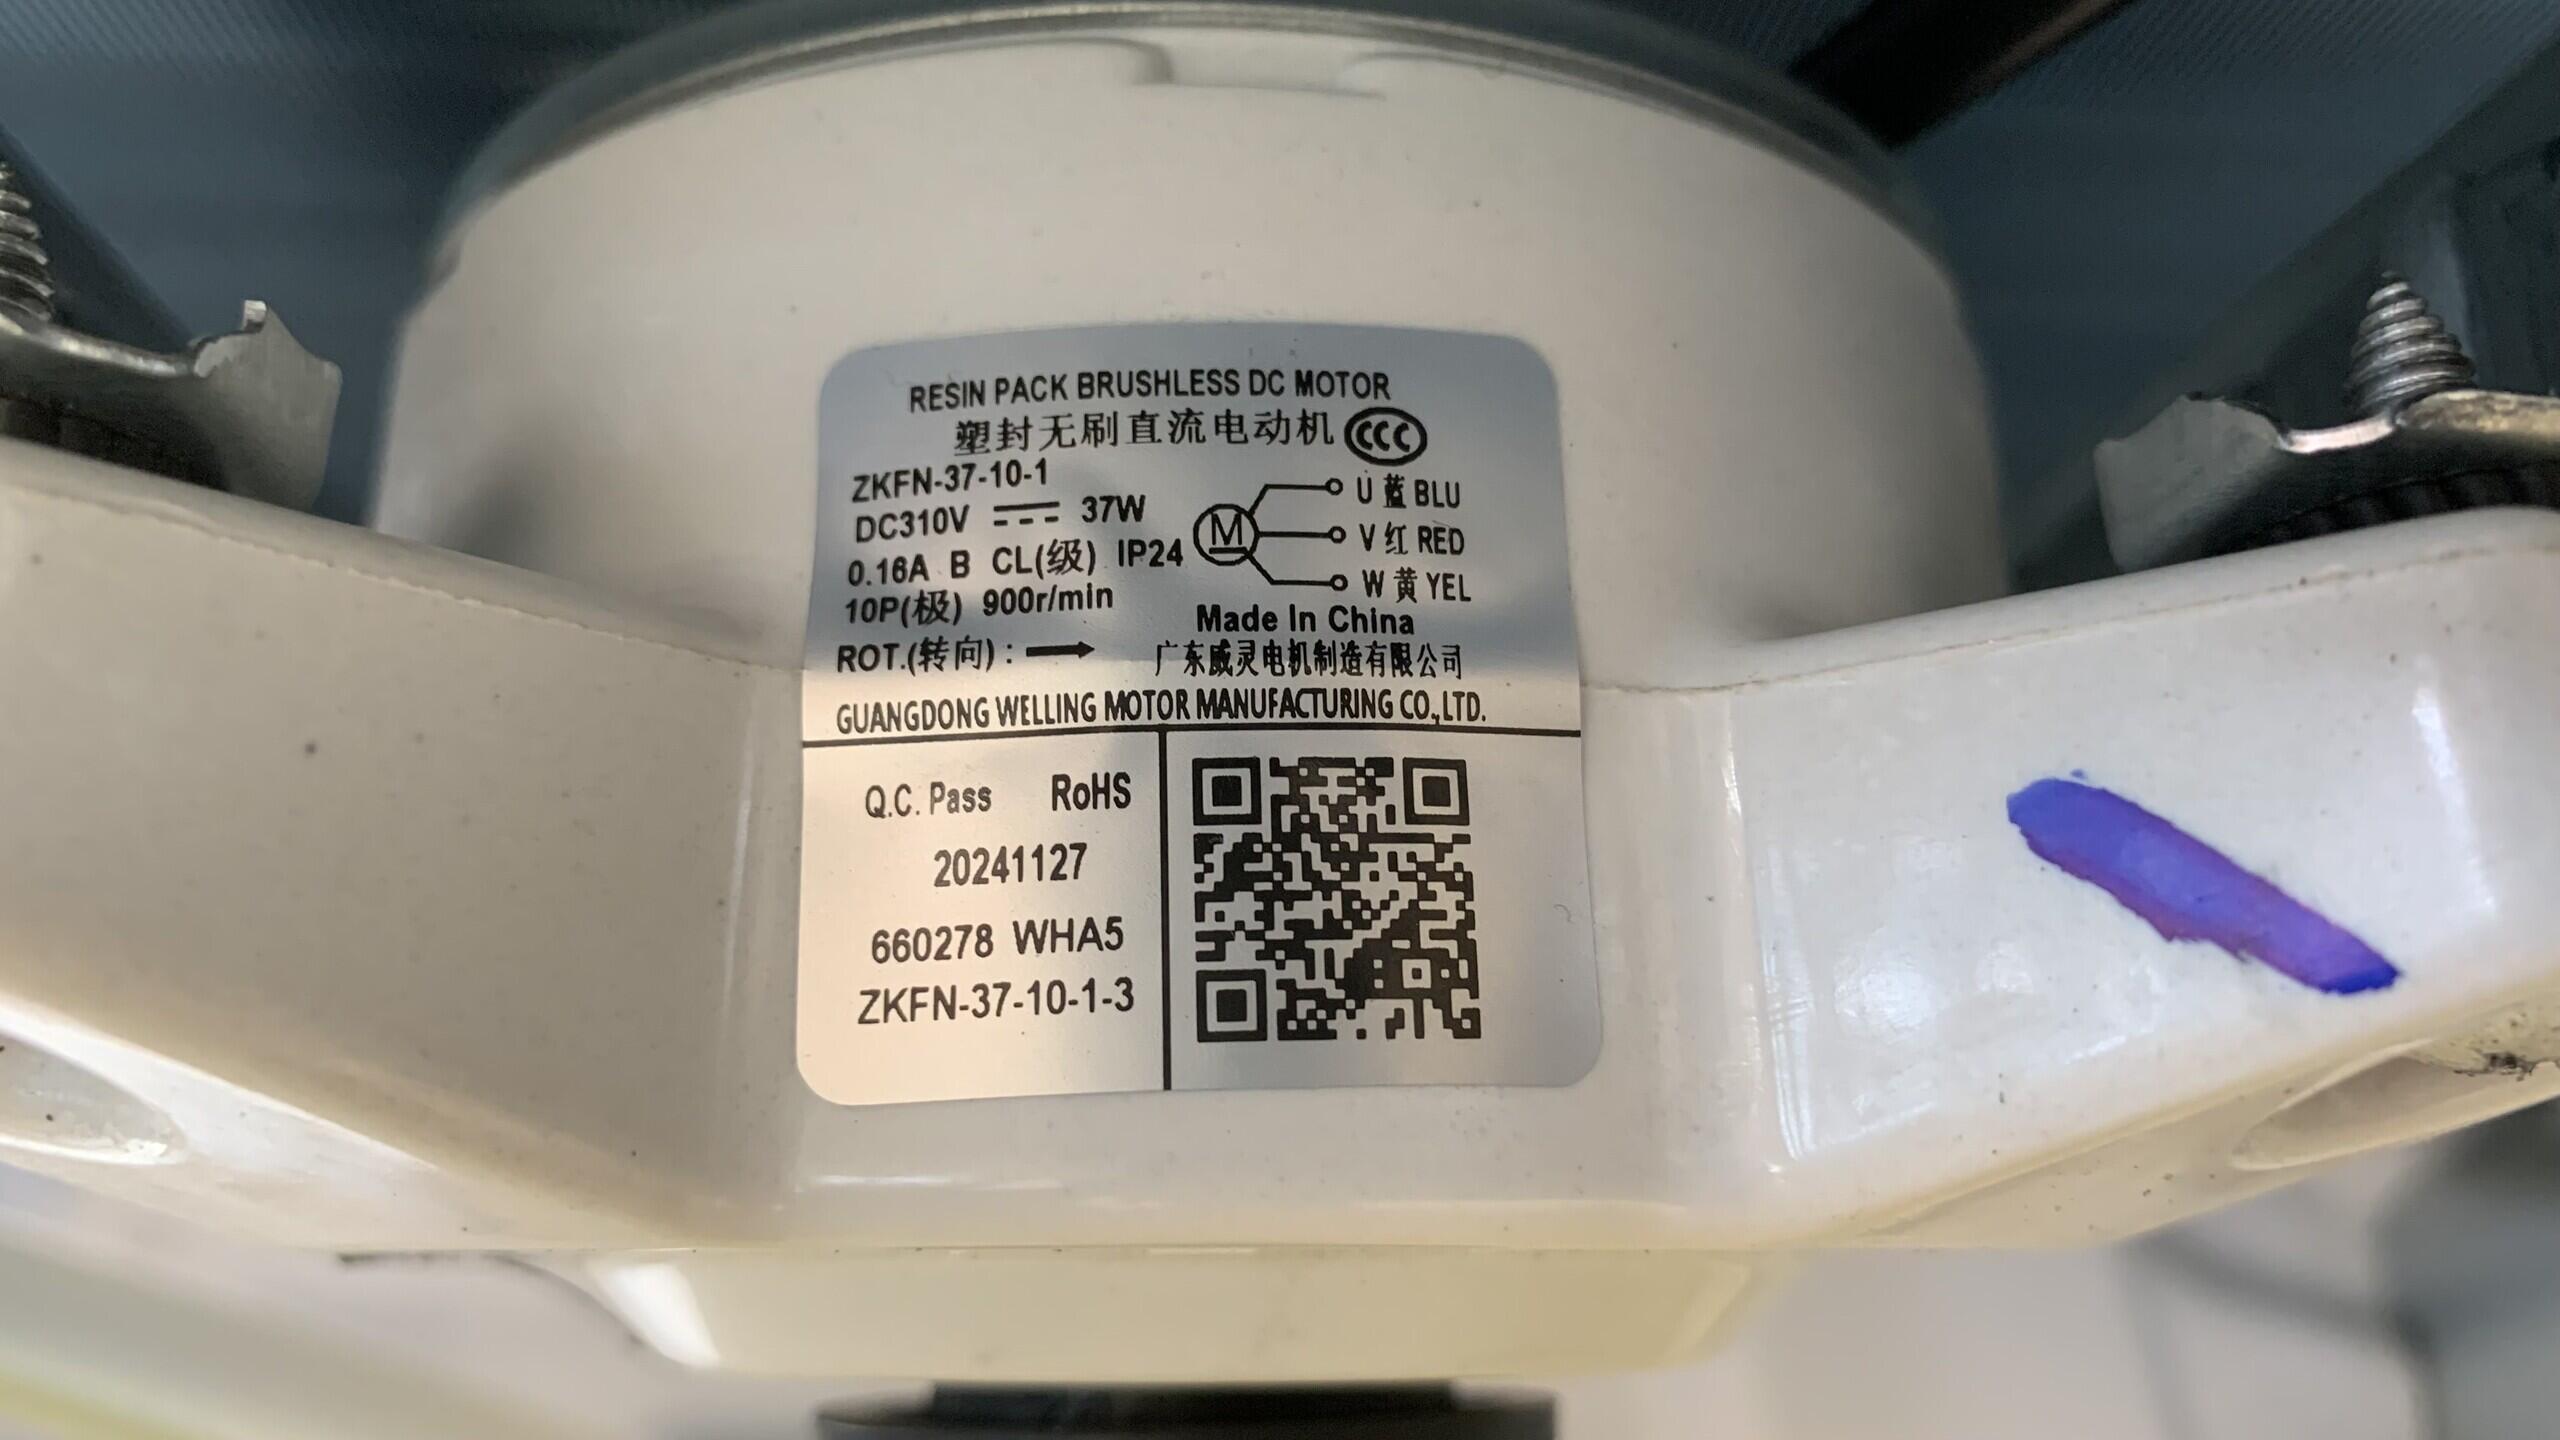 RESIN PACK BRUSHLESS DC MOTOR
塑封无刷直流电动机 CCC
ZKFN-37-10-1
DC310V 37W
0.16A B CL(级) IP24
10P(极) 900r/min
ROT.(转向) : →
M
U 蓝 BLU
V 红 RED
W 黄 YEL
Made In China
广东威灵电机制造有限公司
GUANGDONG WELLING MOTOR MANUFACTURING CO.,LTD.
Q.C. Pass RoHS
20241127
660278 WHA5
ZKFN-37-10-1-3